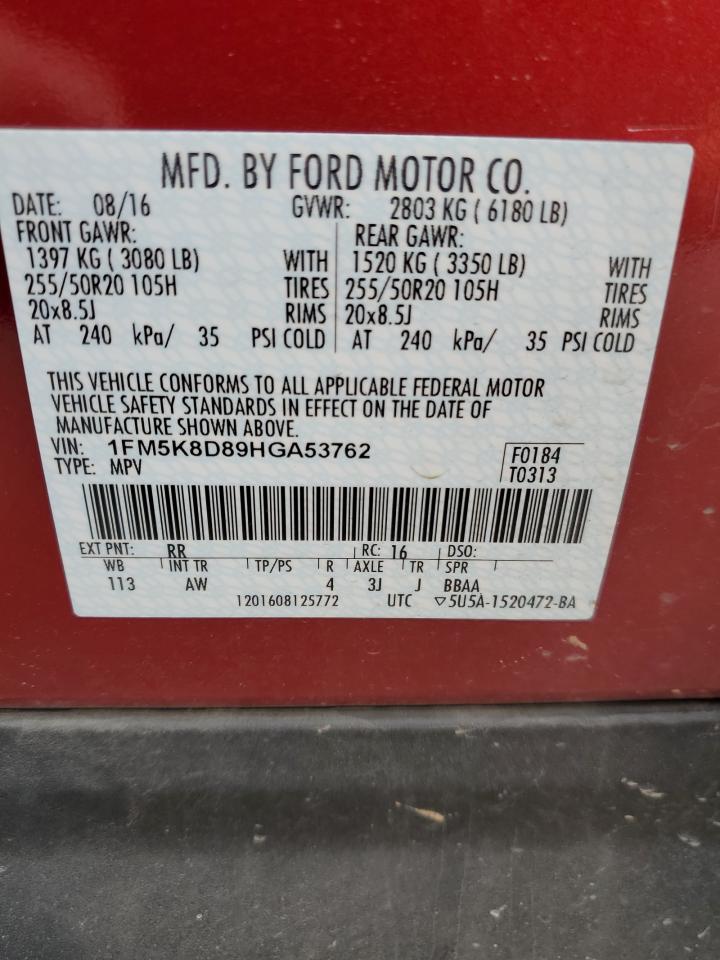 MFD. BY FORD MOTOR CO.
DATE: 08/16 GVWR: 2803 KG ( 6180 LB)
FRONT GAWR: REAR GAWR:
1397 KG ( 3080 LB) WITH 1520 KG ( 3350 LB) WITH
255/50R20 105H TIRES 255/50R20 105H TIRES
20x8.5J RIMS 20x8.5J RIMS
AT 240 kPa/ 35 PSI COLD AT 240 kPa/ 35 PSI COLD
THIS VEHICLE CONFORMS TO ALL APPLICABLE FEDERAL MOTOR
VEHICLE SAFETY STANDARDS IN EFFECT ON THE DATE OF
MANUFACTURE SHOWN ABOVE.
VIN: 1FM5K8D89HGA53762 F0184
TYPE: MPV T0313
EXT PNT: RR RC: 16 DSO:
WB INT TR TP/PS R AXLE TR SPR
113 AW 4 3J J BBAA
1201608125772 UTC ▽5U5A-1520472-BA